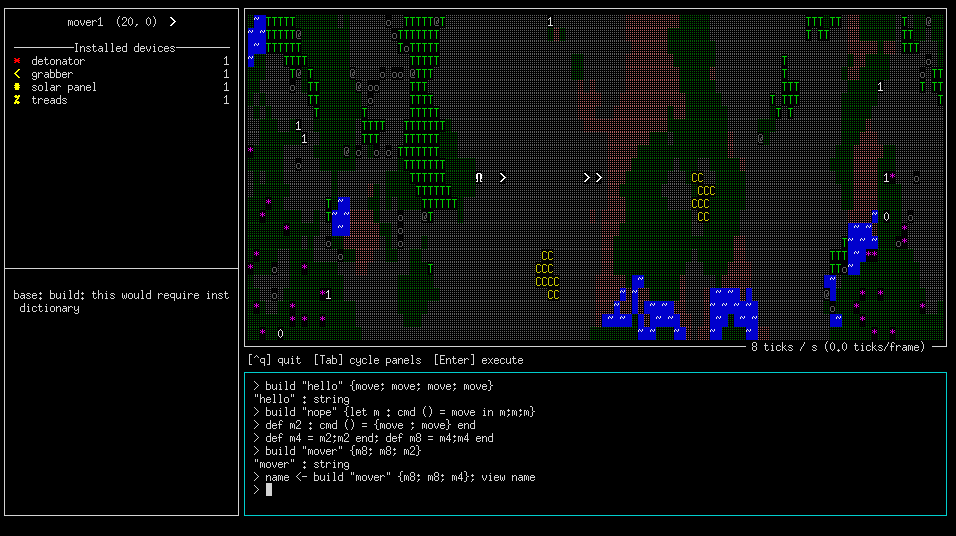 mover1 (20, 0) >
Installed devices
detonator 1
< grabber 1
solar panel 1
treads 1
base: build: this would require inst
dictionary
8 ticks / s (0.0 ticks/frame)
[^q] quit [Tab] cycle panels [Enter] execute
> build "hello" {move; move; move; move}
"hello" : string
> build "nope" {let m : cmd () = move in m;m;m}
> def m2 : cmd () = {move ; move} end
> def m4 = m2;m2 end; def m8 = m4;m4 end
> build "mover" {m8; m8; m2}
"mover" : string
> name <- build "mover" {m8; m8; m4}; view name
>